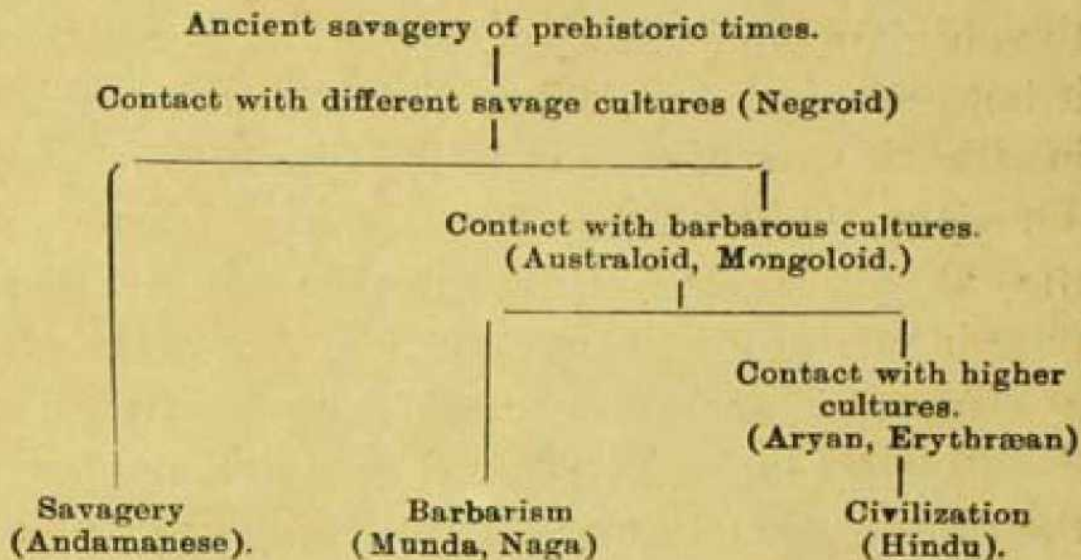 Ancient savagery of prehistoric times.
Contact with different savage cultures (Negroid)
Contact with barbarous cultures.
(Australoid, Mongoloid.)
Contact with higher
cultures.
(Aryan, Erythræan)
Savagery
(Andamanese).
Barbarism
(Munda, Naga)
Civilization
(Hindu).